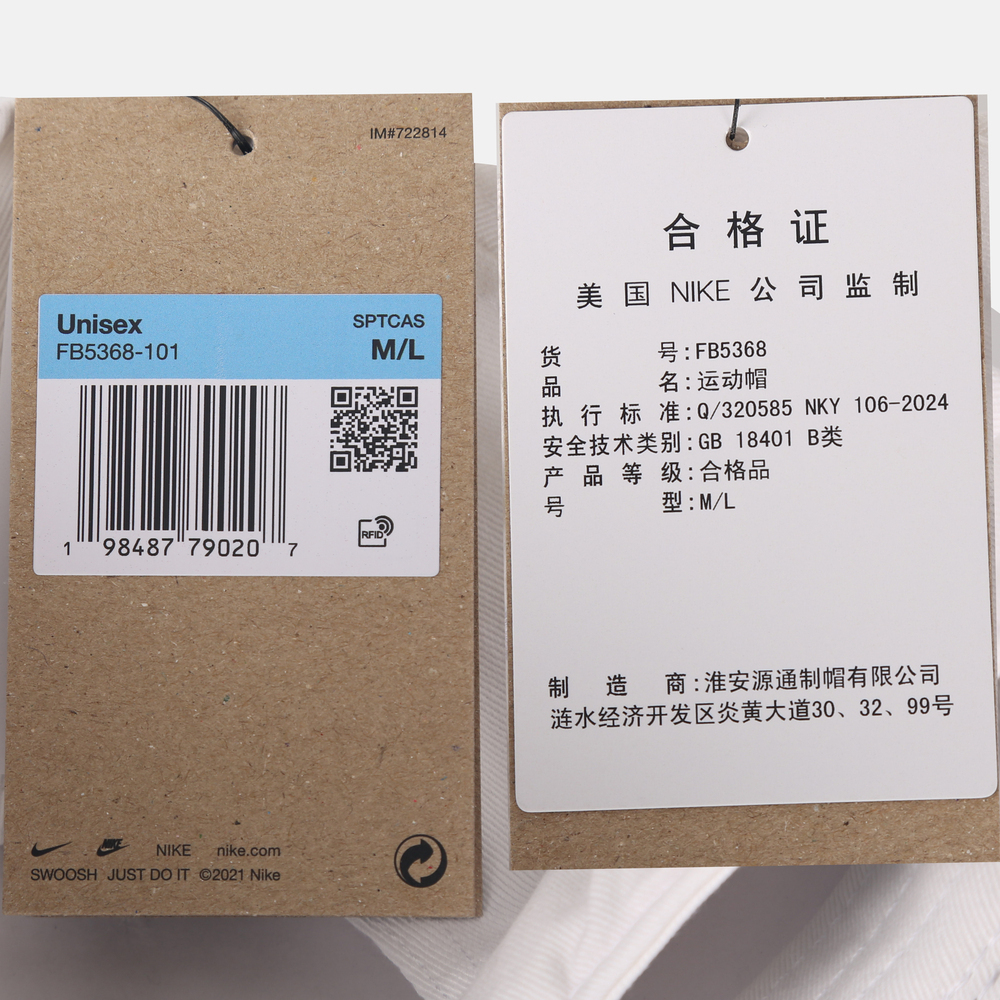 IM#722814
Unisex
FB5368-101
SPTCAS
M/L
1 98487 79020 7
RFID
NIKE nike.com
SWOOSH JUST DO IT ©2021 Nike
合格证
美国NIKE公司监制
货号:FB5368
品名:运动帽
执行标准:Q/320585 NKY 106-2024
安全技术类别:GB 18401 B类
产品等级:合格品
号型:M/L
制造商:淮安源通制帽有限公司
涟水经济开发区炎黄大道30、32、99号